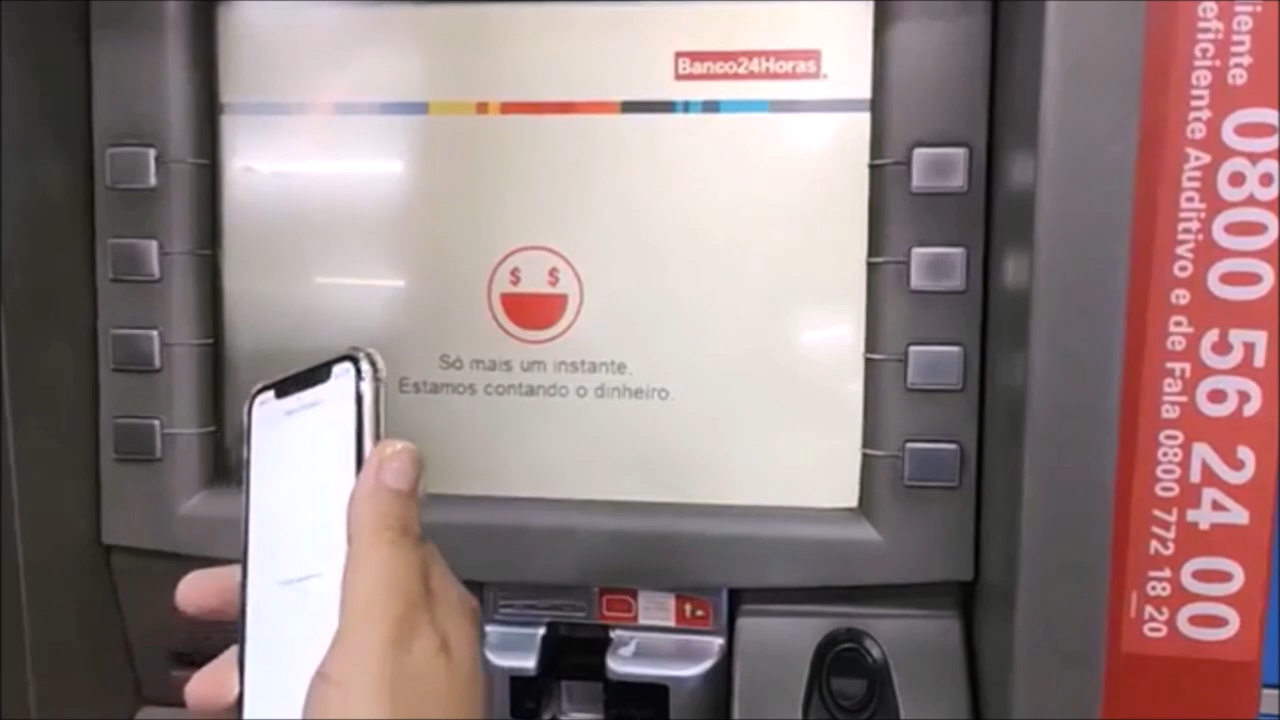 Banco24Horas
$ $
Só mais um instante.
Estamos contando o dinheiro.
iente 0800 56 24 00
eficiente Auditivo e de Fala 0800 772 18 20